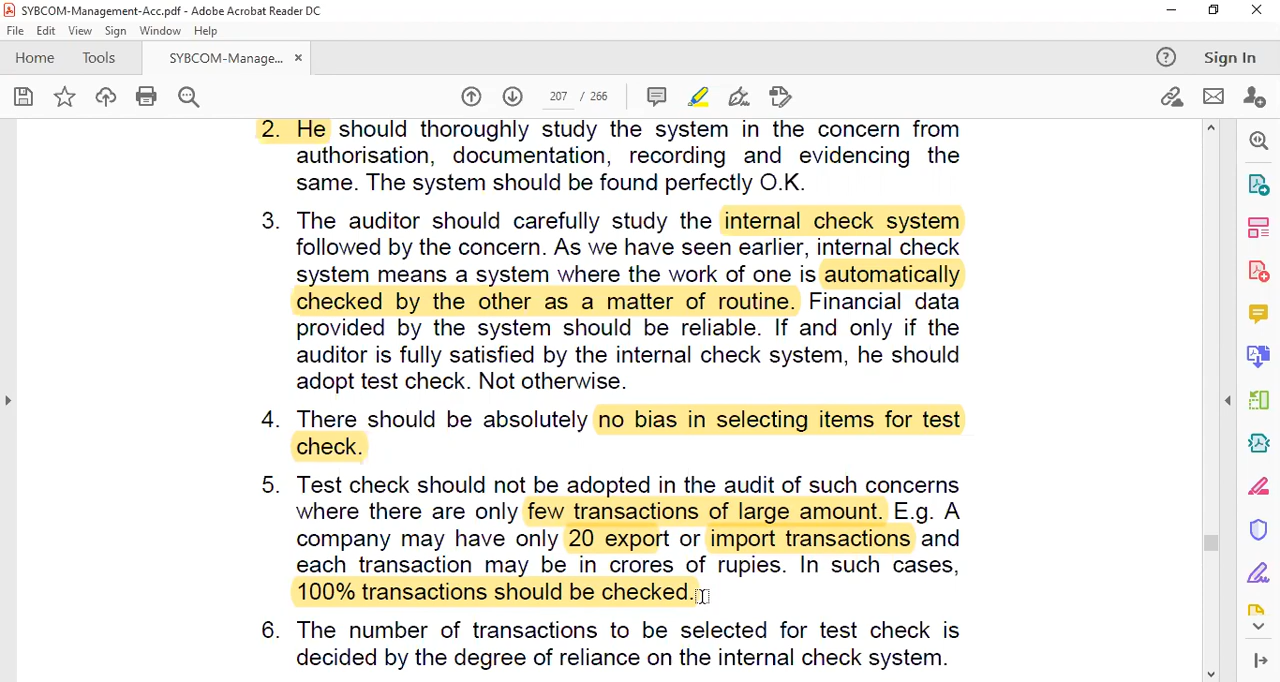 SYBCOM-Management-Acc.pdf - Adobe Acrobat Reader DC
File Edit View Sign Window Help
Home Tools SYBCOM-Manage... × Sign In
207 / 266
2. He should thoroughly study the system in the concern from
authorisation, documentation, recording and evidencing the
same. The system should be found perfectly O.K.
3. The auditor should carefully study the internal check system
followed by the concern. As we have seen earlier, internal check
system means a system where the work of one is automatically
checked by the other as a matter of routine. Financial data
provided by the system should be reliable. If and only if the
auditor is fully satisfied by the internal check system, he should
adopt test check. Not otherwise.
4. There should be absolutely no bias in selecting items for test
check.
5. Test check should not be adopted in the audit of such concerns
where there are only few transactions of large amount. E.g. A
company may have only 20 export or import transactions and
each transaction may be in crores of rupies. In such cases,
100% transactions should be checked.
6. The number of transactions to be selected for test check is
decided by the degree of reliance on the internal check system.